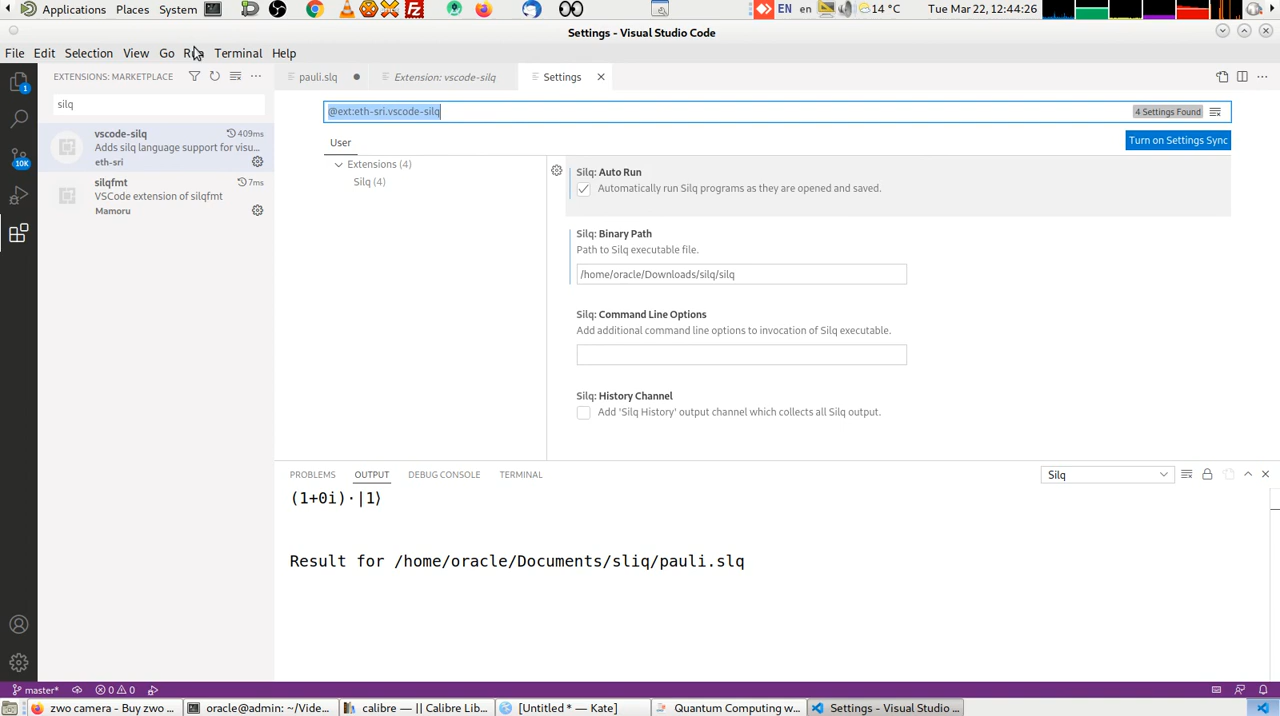 Applications Places System EN en 14 °C Tue Mar 22, 12:44:26
Settings - Visual Studio Code
File Edit Selection View Go Run Terminal Help
EXTENSIONS: MARKETPLACE
pauli.slq
Extension: vscode-silq
Settings
silq
@ext:eth-sri.vscode-silq
4 Settings Found
vscode-silq 409ms
Adds silq language support for visu...
eth-sri
silqfmt 7ms
VSCode extension of silqfmt
Mamoru
1
10K
User
Turn on Settings Sync
Extensions (4)
Silq (4)
Silq: Auto Run
Automatically run Silq programs as they are opened and saved.
Silq: Binary Path
Path to Silq executable file.
/home/oracle/Downloads/silq/silq
Silq: Command Line Options
Add additional command line options to invocation of Silq executable.
Silq: History Channel
Add 'Silq History' output channel which collects all Silq output.
PROBLEMS OUTPUT DEBUG CONSOLE TERMINAL
Silq
(1+0i)·|1⟩
Result for /home/oracle/Documents/sliq/pauli.slq
master* 0 0
zwo camera - Buy zwo ... oracle@admin: ~/Vide... calibre — || Calibre Lib... [Untitled * — Kate] Quantum Computing w... Settings - Visual Studio ...